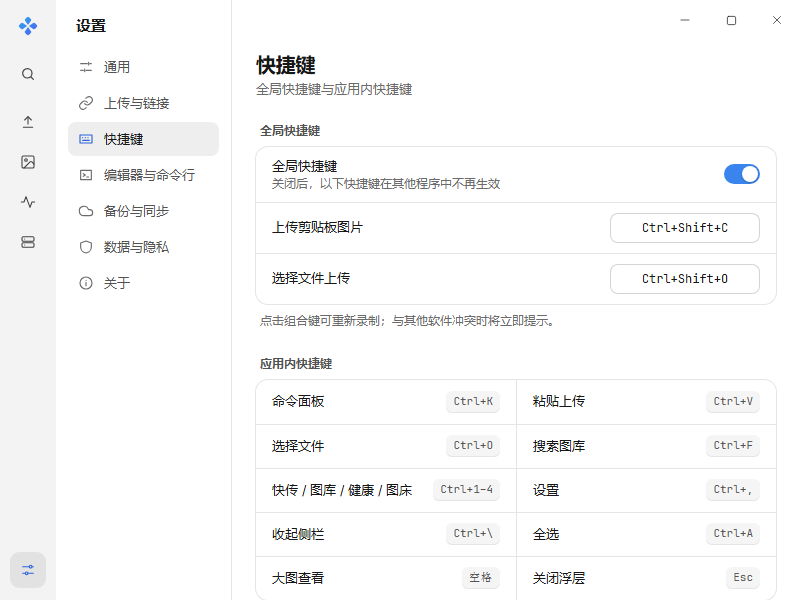 设置
通用
上传与链接
快捷键
编辑器与命令行
备份与同步
数据与隐私
关于
快捷键
全局快捷键与应用内快捷键
全局快捷键
全局快捷键
关闭后，以下快捷键在其他程序中不再生效
上传剪贴板图片 Ctrl+Shift+C
选择文件上传 Ctrl+Shift+O
点击组合键可重新录制；与其他软件冲突时将立即提示。
应用内快捷键
命令面板 Ctrl+K 粘贴上传 Ctrl+V
选择文件 Ctrl+O 搜索图库 Ctrl+F
快传 / 图库 / 健康 / 图床 Ctrl+1-4 设置 Ctrl+,
收起侧栏 Ctrl+\ 全选 Ctrl+A
大图查看 空格 关闭浮层 Esc